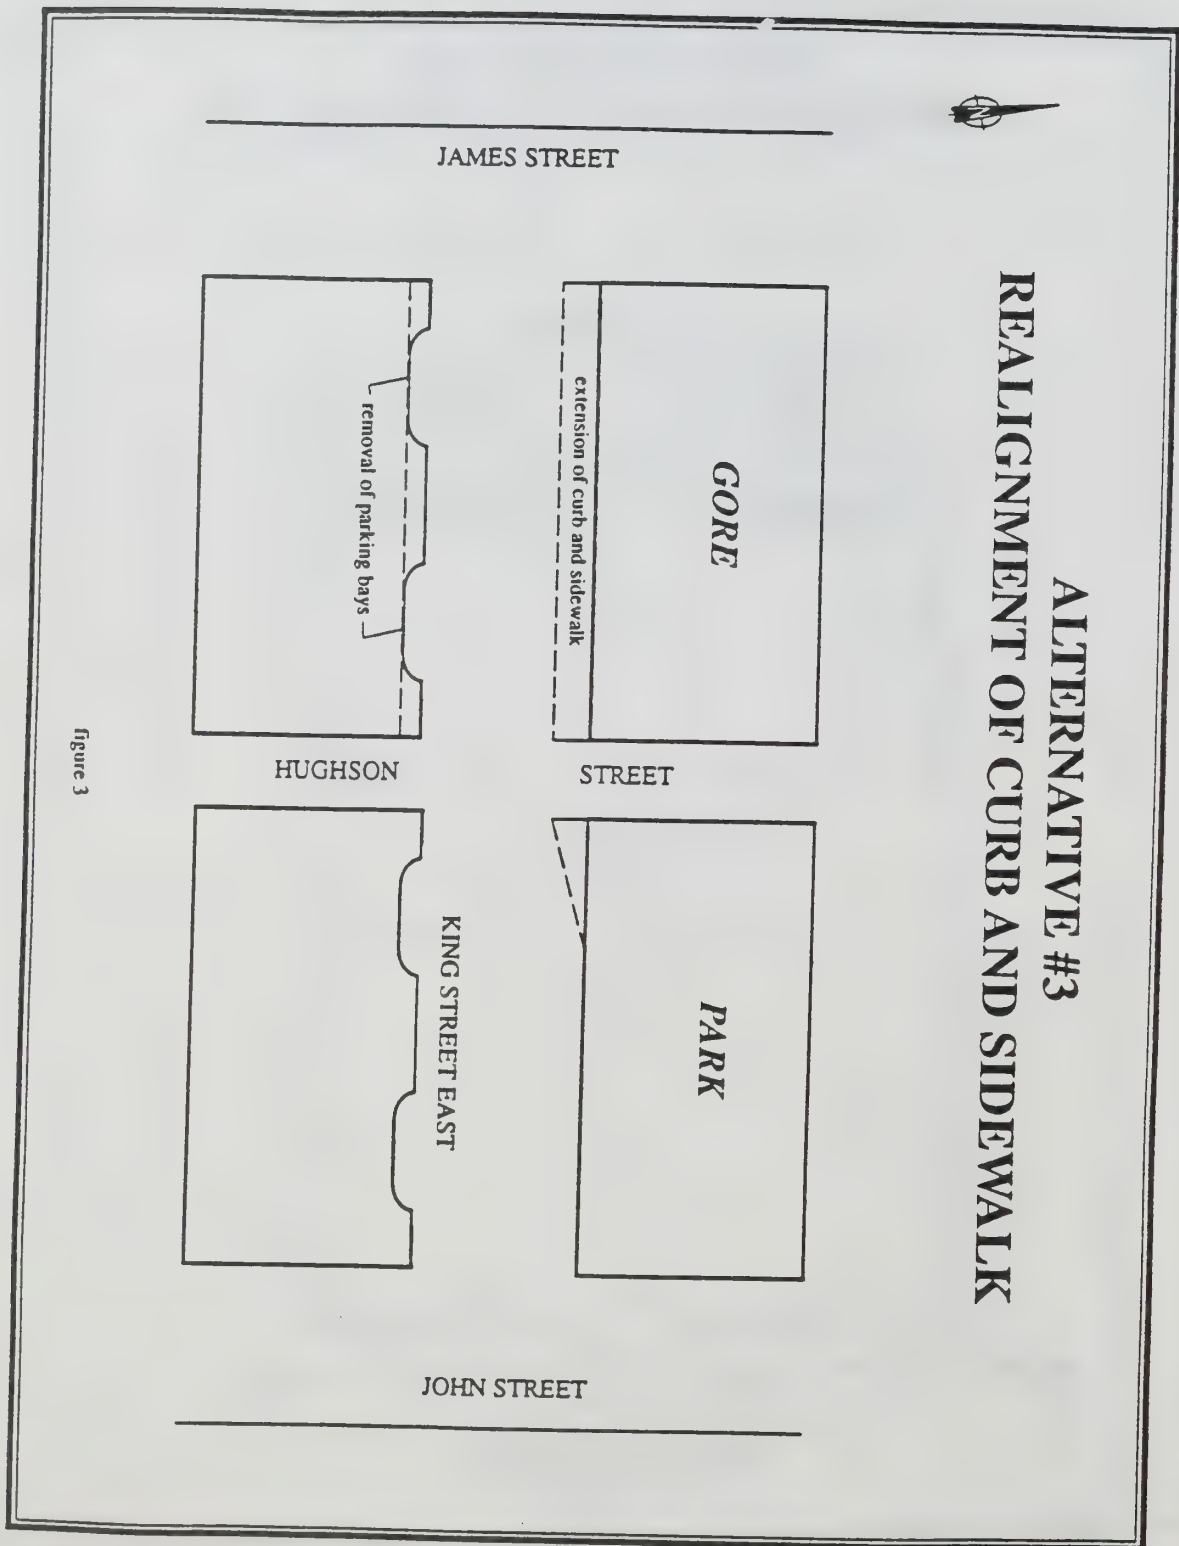 ALTERNATIVE #3
REALIGNMENT OF CURB AND SIDEWALK
N
JAMES STREET
GORE
PARK
extension of curb and sidewalk
HUGHSON
STREET
KING STREET EAST
removal of parking bays
JOHN STREET
figure 3